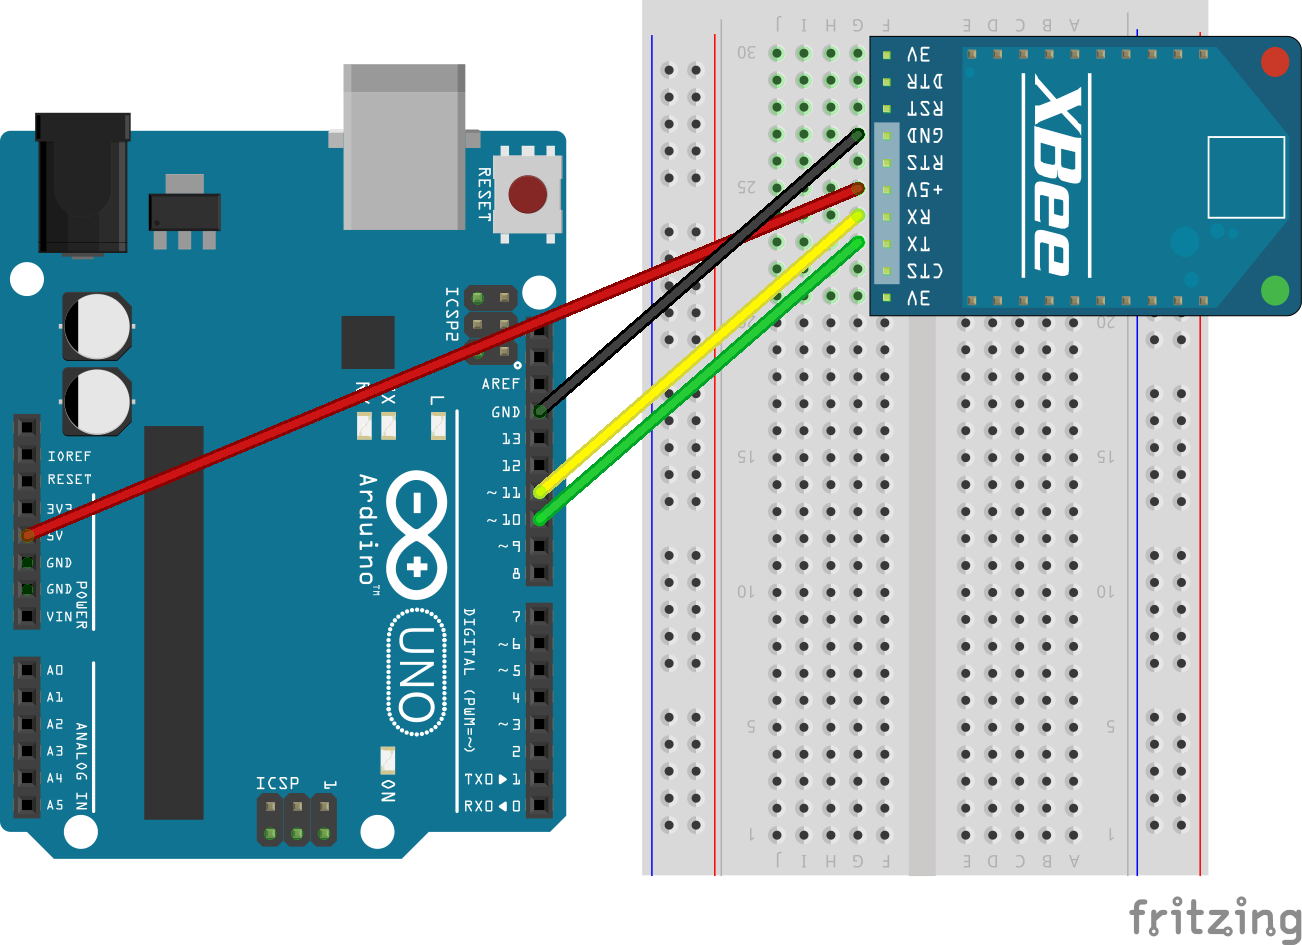 RESET
ICSP2
AREF
GND
13
12
~11
~10
~9
8
7
~6
~5
4
~3
2
TX0▶1
RX0◀0
DIGITAL (PWM=~)
L
Arduino™
UNO
ON
ICSP
1
IOREF
RESET
3V3
5V
GND
GND
VIN
POWER
A0
A1
A2
A3
A4
A5
ANALOG IN
J I H G F E D C B A
30
25
15
10
5
1
20
15
10
5
1
J I H G F E D C B A
3V
DTR
RST
GND
RTS
+5V
RX
TX
CTS
3V
XBee
fritzing